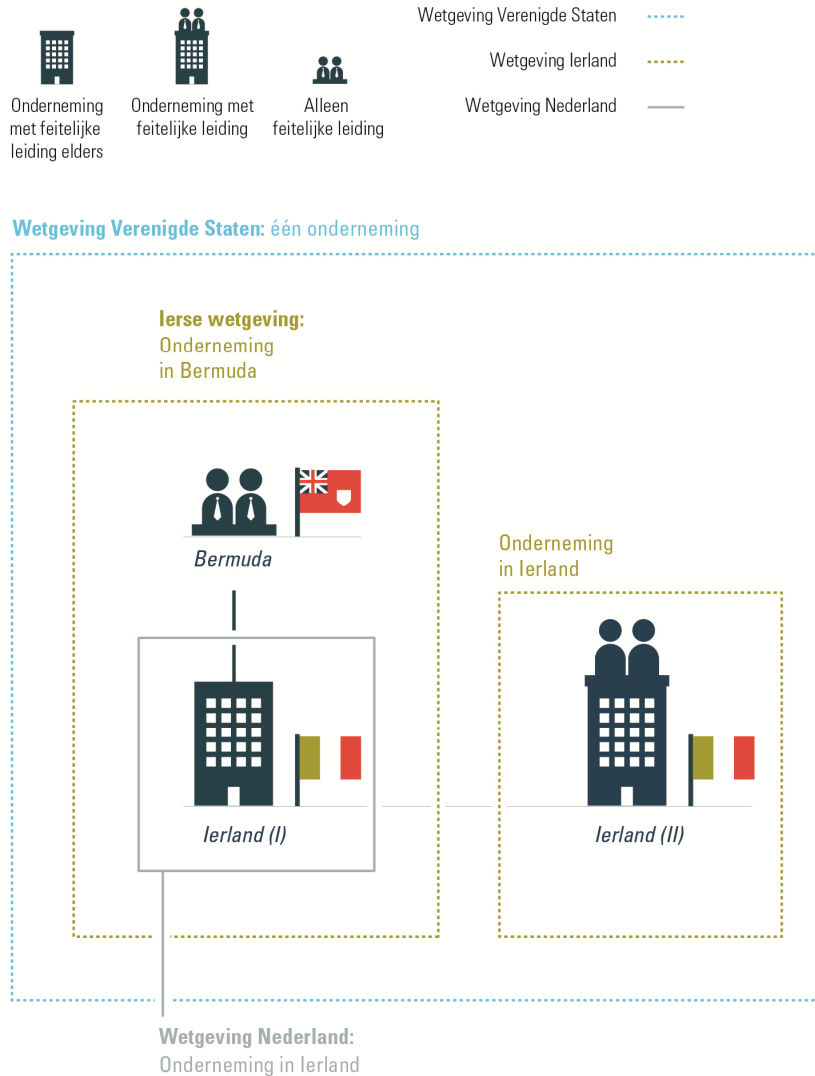 Onderneming
met feitelijke
leiding elders
Onderneming met
feitelijke leiding
Alleen
feitelijke leiding
Wetgeving Verenigde Staten
Wetgeving Ierland
Wetgeving Nederland
Wetgeving Verenigde Staten: één onderneming
Ierse wetgeving:
Onderneming
in Bermuda
Bermuda
Onderneming
in Ierland
Ierland (I)
Ierland (II)
Wetgeving Nederland:
Onderneming in Ierland